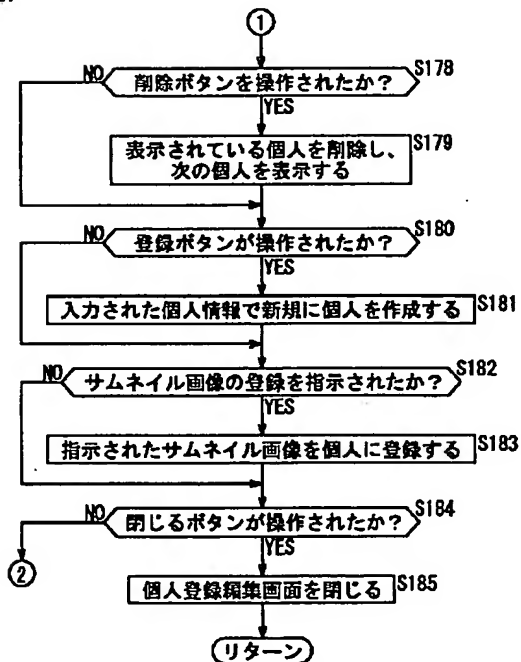 ①
NO 削除ボタンを操作されたか? S178
YES
表示されている個人を削除し、 S179
次の個人を表示する
NO 登録ボタンが操作されたか? S180
YES
入力された個人情報で新規に個人を作成する S181
NO サムネイル画像の登録を指示されたか? S182
YES
指示されたサムネイル画像を個人に登録する S183
NO 閉じるボタンが操作されたか? S184
YES
②
個人登録編集画面を閉じる S185
リターン